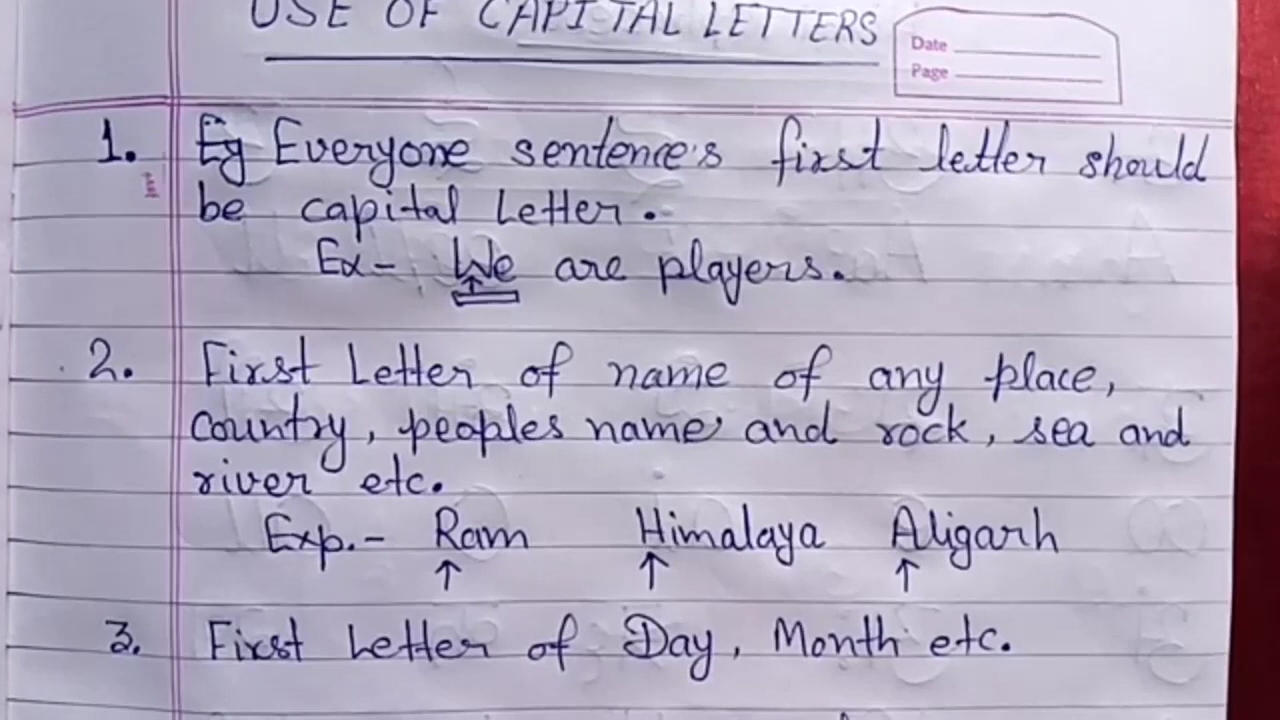 USE OF CAPITAL LETTERS
Date
Page
1. Eg Everyone sentence's first letter should
be capital Letter.
Ex- We are players.
2. First Letter of name of any place,
country, peoples name and rock, sea and
river etc.
Exp.- Ram Himalaya Aligarh
3. First Letter of Day, Month etc.